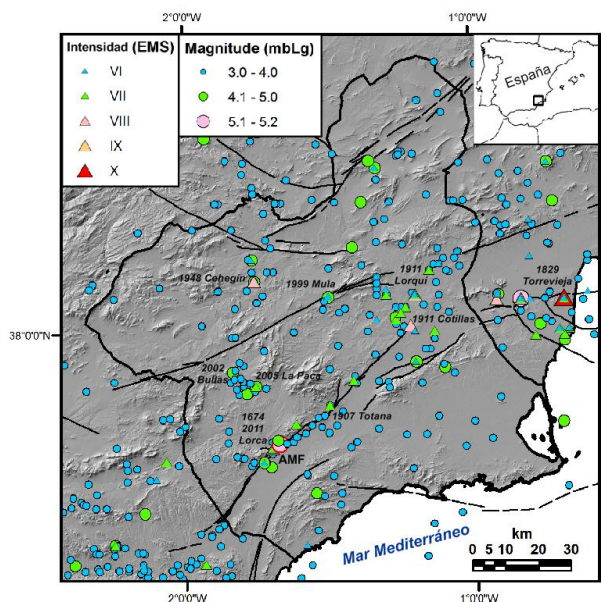 2°0'0"W
1°0'0"W
Intensidad (EMS)
VI
VII
VIII
IX
X
Magnitude (mbLg)
3.0 - 4.0
4.1 - 5.0
5.1 - 5.2
España
1948 Cehegín
1999 Mula
1911
Lorquí
1829
Torrevieja
38°0'0"N
38°0'0"N
1911 Cotillas
2002
Bullas
2005 La Paca
1674
2011
Lorca
1907 Totana
AMF
Mar Mediterráneo
km
0 5 10 20 30
2°0'0"W
1°0'0"W